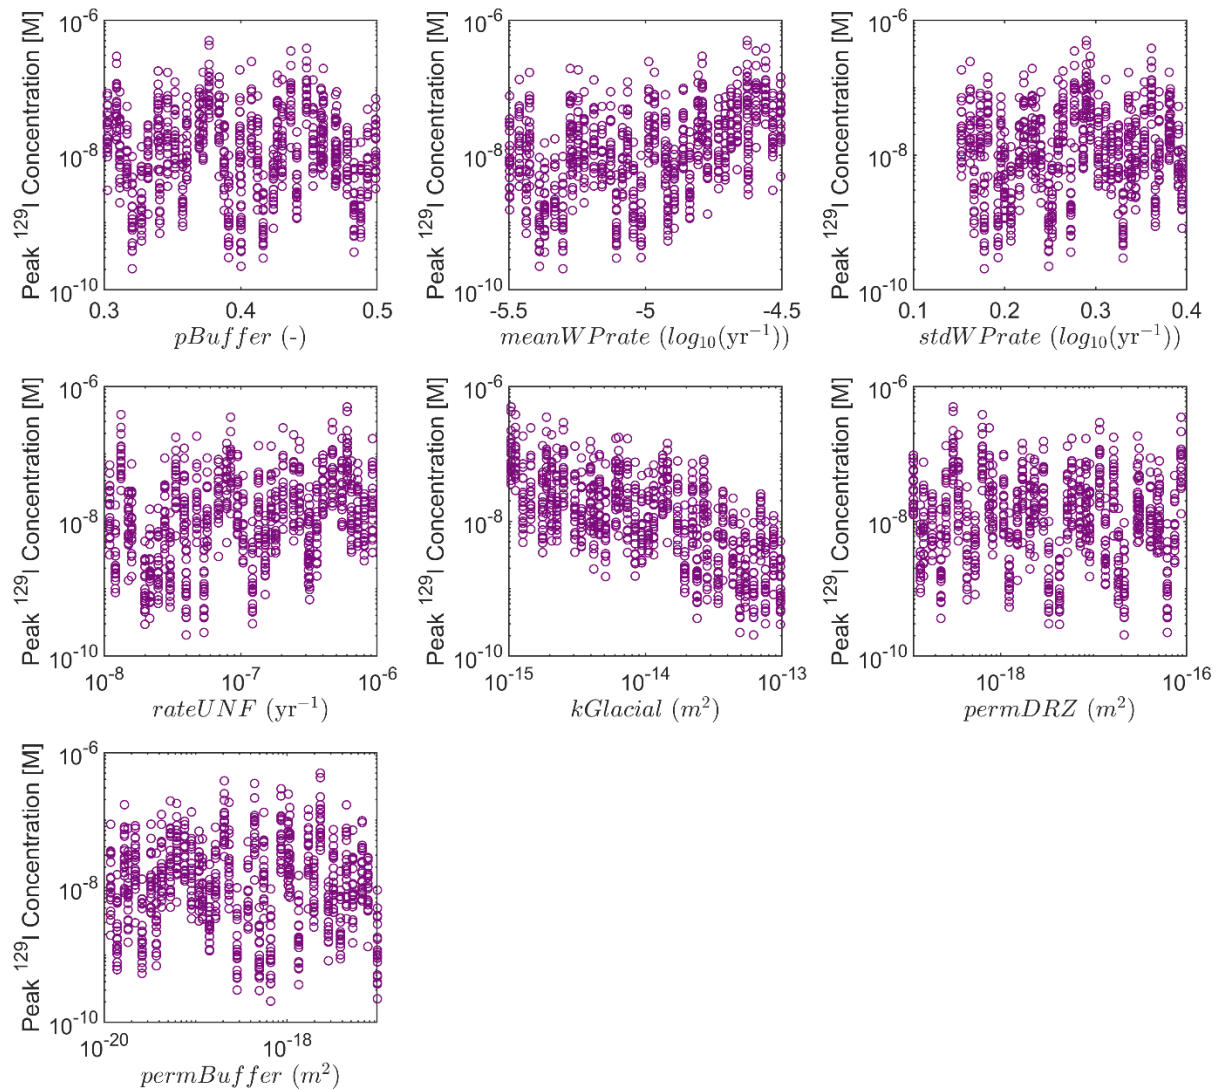 Peak ¹²⁹I Concentration [M]
10⁻⁶
10⁻⁸
10⁻¹⁰
0.3 0.4 0.5
pBuffer (-)
Peak ¹²⁹I Concentration [M]
10⁻⁶
10⁻⁸
10⁻¹⁰
-5.5 -5 -4.5
meanWPrate (log₁₀(yr⁻¹))
Peak ¹²⁹I Concentration [M]
10⁻⁶
10⁻⁸
10⁻¹⁰
0.1 0.2 0.3 0.4
stdWPrate (log₁₀(yr⁻¹))
Peak ¹²⁹I Concentration [M]
10⁻⁶
10⁻⁸
10⁻¹⁰
10⁻⁸ 10⁻⁷ 10⁻⁶
rateUNF (yr⁻¹)
Peak ¹²⁹I Concentration [M]
10⁻⁶
10⁻⁸
10⁻¹⁰
10⁻¹⁵ 10⁻¹⁴ 10⁻¹³
kGlacial (m²)
Peak ¹²⁹I Concentration [M]
10⁻⁶
10⁻⁸
10⁻¹⁰
10⁻¹⁸ 10⁻¹⁶
permDRZ (m²)
Peak ¹²⁹I Concentration [M]
10⁻⁶
10⁻⁸
10⁻¹⁰
10⁻²⁰ 10⁻¹⁸
permBuffer (m²)